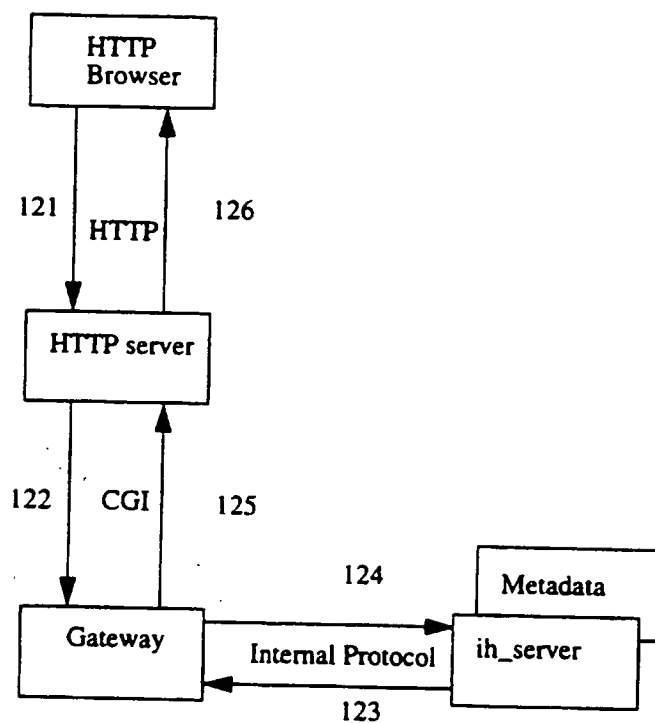 HTTP
Browser
121
126
HTTP
HTTP server
122
CGI
125
124
Metadata
Gateway
Internal Protocol
ih_server
123